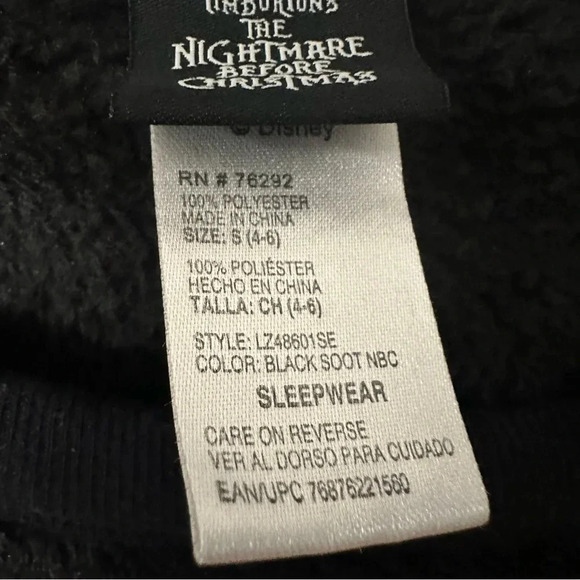 TIM BURTON'S
THE
NIGHTMARE
BEFORE
CHRISTMAS
© Disney
RN # 76292
100% POLYESTER
MADE IN CHINA
SIZE: S (4-6)
100% POLIÉSTER
HECHO EN CHINA
TALLA: CH (4-6)
STYLE: LZ48601SE
COLOR: BLACK SOOT NBC
SLEEPWEAR
CARE ON REVERSE
VER AL DORSO PARA CUIDADO
EAN/UPC 76876221560